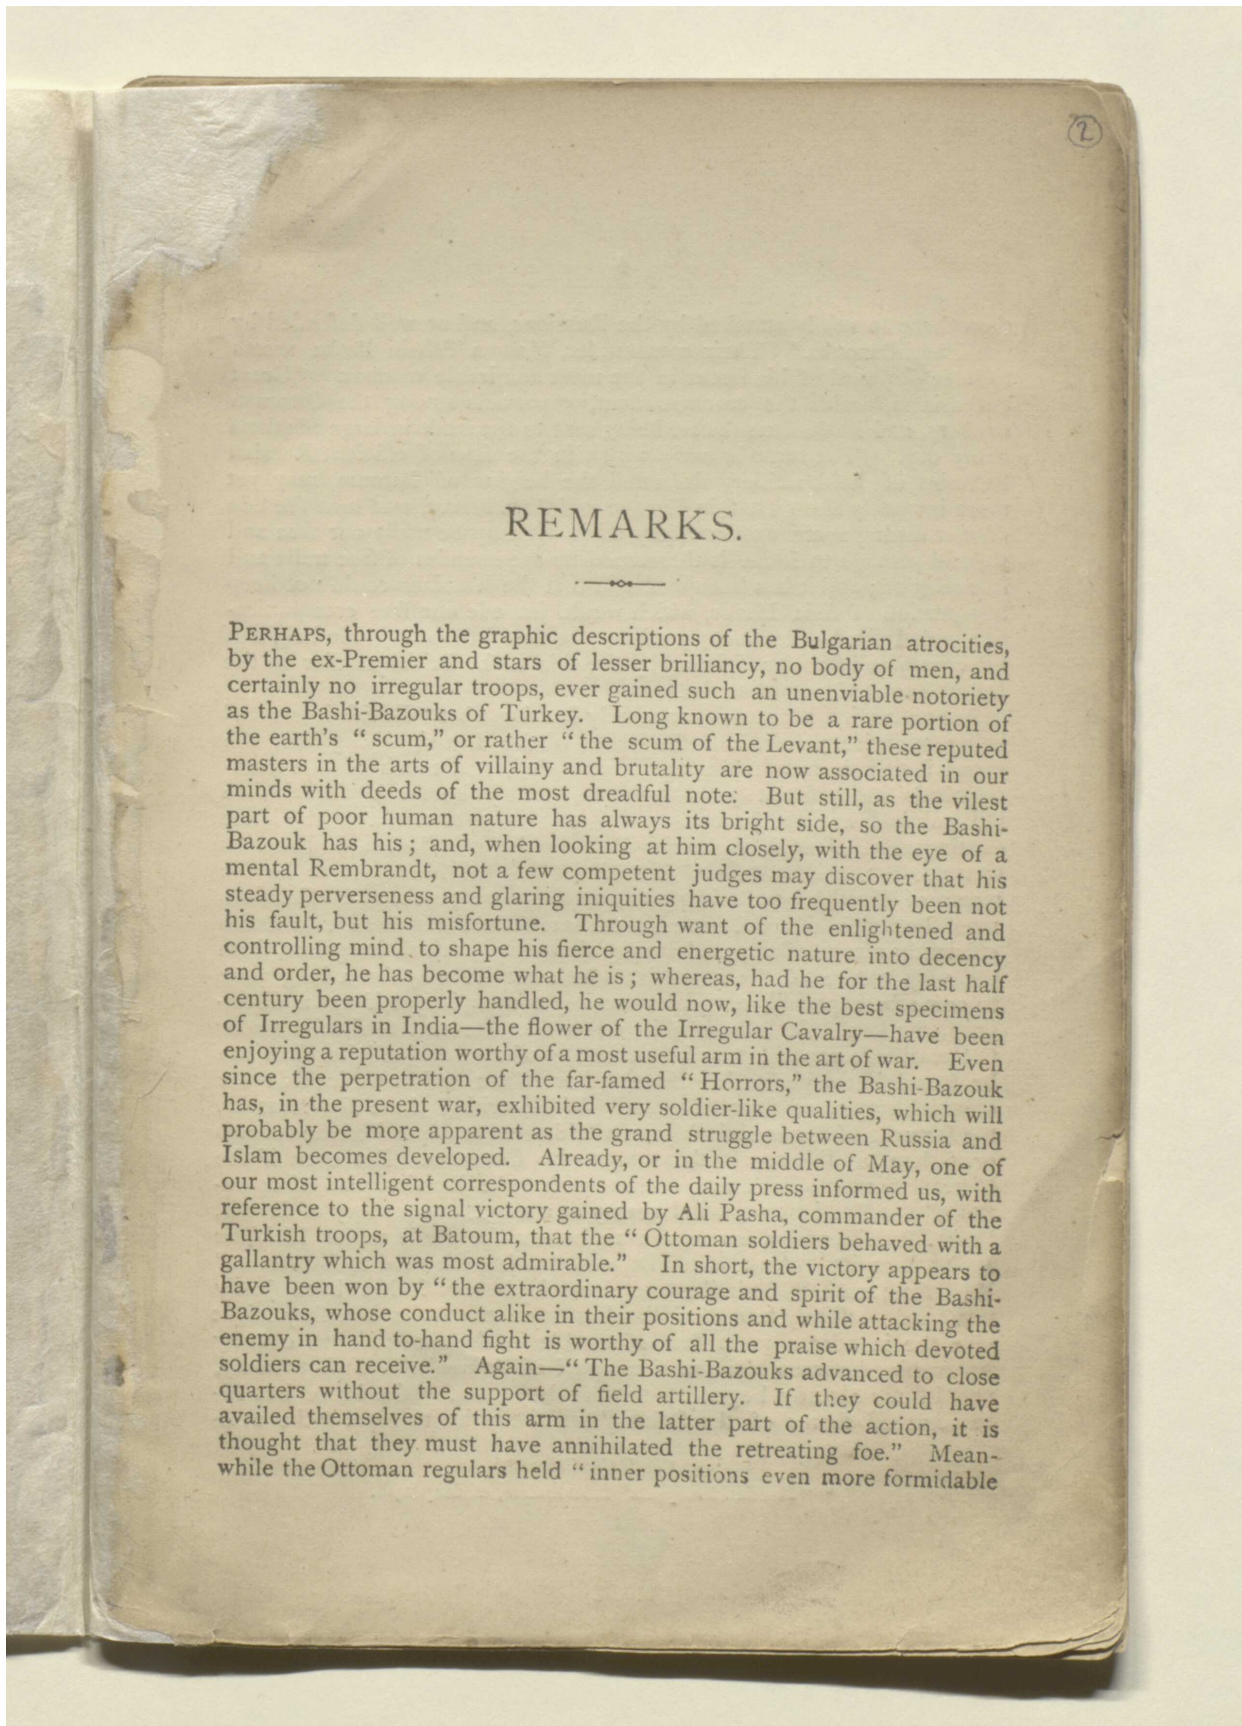 2
REMARKS.
PERHAPS, through the graphic descriptions of the Bulgarian atrocities,
by the ex-Premier and stars of lesser brilliancy, no body of men, and
certainly no irregular troops, ever gained such an unenviable notoriety
as the Bashi-Bazouks of Turkey. Long known to be a rare portion of
the earth's “scum,” or rather “the scum of the Levant,” these reputed
masters in the arts of villainy and brutality are now associated in our
minds with deeds of the most dreadful note: But still, as the vilest
part of poor human nature has always its bright side, so the Bashi-
Bazouk has his; and, when looking at him closely, with the eye of a
mental Rembrandt, not a few competent judges may discover that his
steady perverseness and glaring iniquities have too frequently been not
his fault, but his misfortune. Through want of the enlightened and
controlling mind to shape his fierce and energetic nature into decency
and order, he has become what he is; whereas, had he for the last half
century been properly handled, he would now, like the best specimens
of Irregulars in India—the flower of the Irregular Cavalry—have been
enjoying a reputation worthy of a most useful arm in the art of war. Even
since the perpetration of the far-famed “Horrors,” the Bashi-Bazouk
has, in the present war, exhibited very soldier-like qualities, which will
probably be more apparent as the grand struggle between Russia and
Islam becomes developed. Already, or in the middle of May, one of
our most intelligent correspondents of the daily press informed us, with
reference to the signal victory gained by Ali Pasha, commander of the
Turkish troops, at Batoum, that the “Ottoman soldiers behaved with a
gallantry which was most admirable.” In short, the victory appears to
have been won by “the extraordinary courage and spirit of the Bashi-
Bazouks, whose conduct alike in their positions and while attacking the
enemy in hand to-hand fight is worthy of all the praise which devoted
soldiers can receive.” Again—“The Bashi-Bazouks advanced to close
quarters without the support of field artillery. If they could have
availed themselves of this arm in the latter part of the action, it is
thought that they must have annihilated the retreating foe.” Mean-
while the Ottoman regulars held “inner positions even more formidable